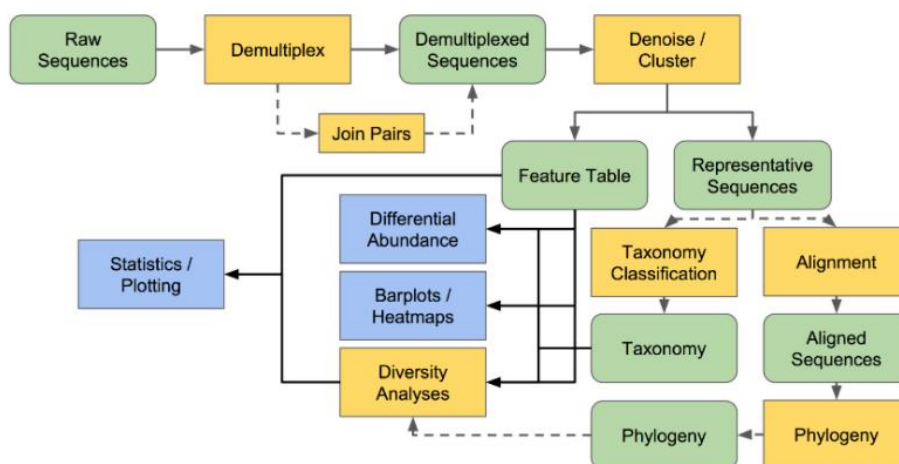 Raw
Sequences
Demultiplex
Demultiplexed
Sequences
Denoise /
Cluster
Join Pairs
Feature Table
Representative
Sequences
Differential
Abundance
Taxonomy
Classification
Alignment
Statistics /
Plotting
Barplots /
Heatmaps
Taxonomy
Aligned
Sequences
Diversity
Analyses
Phylogeny
Phylogeny